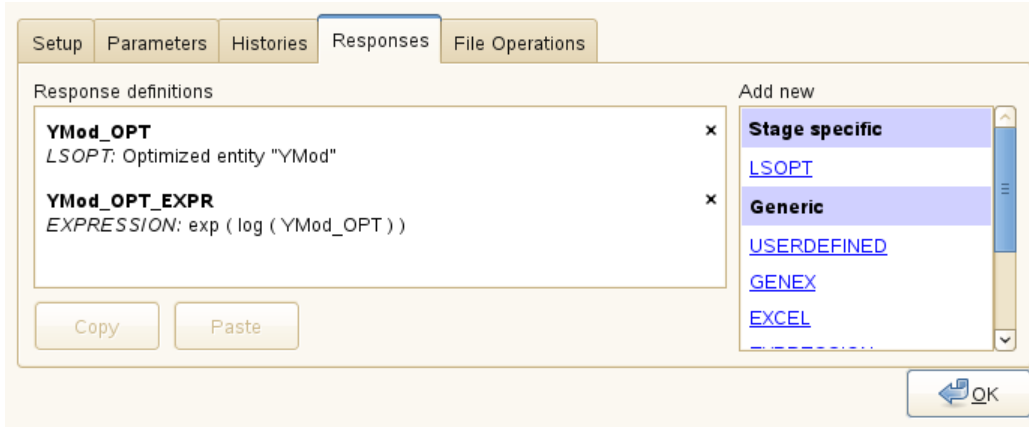 Setup Parameters Histories Responses File Operations
Response definitions
Add new
YMod_OPT
LSOPT: Optimized entity "YMod"
YMod_OPT_EXPR
EXPRESSION: exp ( log ( YMod_OPT ) )
Stage specific
LSOPT
Generic
USERDEFINED
GENEX
EXCEL
Copy Paste
OK